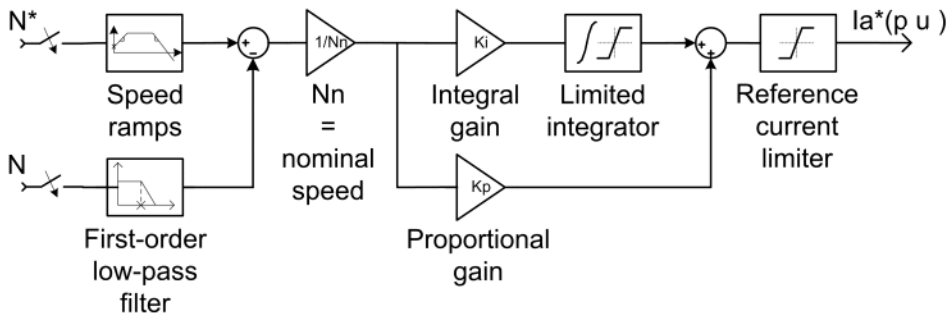 N*
Ia*(p u )
+
−
1/Nn
Ki
+
+
Speed
ramps
Nn
=
nominal
speed
Integral
gain
Limited
integrator
Reference
current
limiter
N
Kp
First-order
low-pass
filter
Proportional
gain